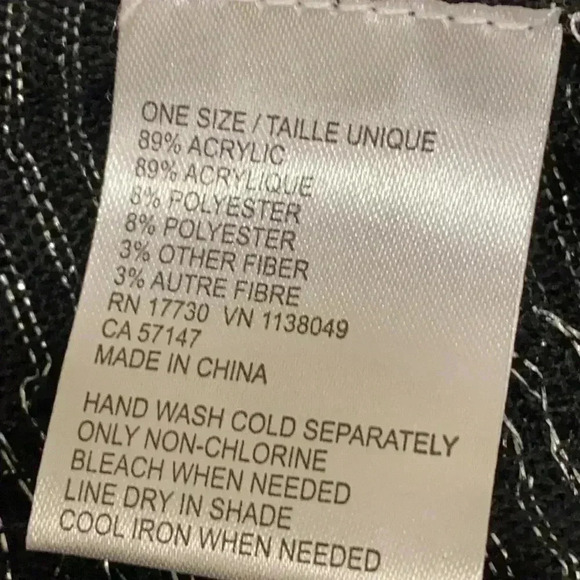 ONE SIZE / TAILLE UNIQUE
89% ACRYLIC
89% ACRYLIQUE
8% POLYESTER
8% POLYESTER
3% OTHER FIBER
3% AUTRE FIBRE
RN 17730 VN 1138049
CA 57147
MADE IN CHINA
HAND WASH COLD SEPARATELY
ONLY NON-CHLORINE
BLEACH WHEN NEEDED
LINE DRY IN SHADE
COOL IRON WHEN NEEDED